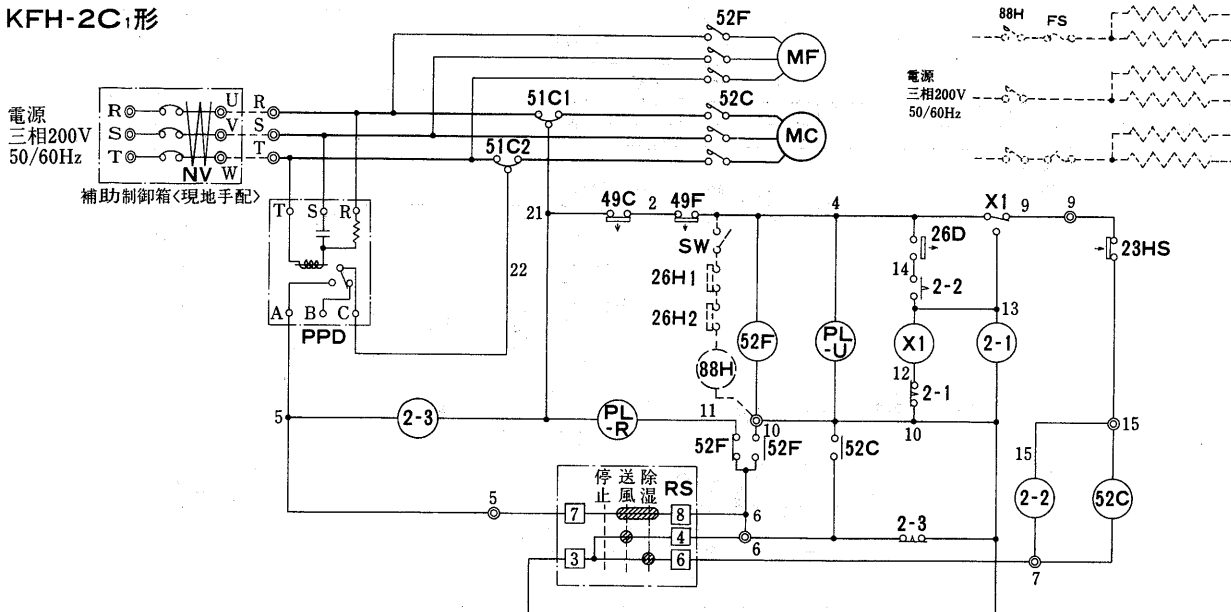 KFH-2C₁形
52F
MF
88H
FS
電源
三相200V
50/60Hz
電源
三相200V
50/60Hz
R
S
T
U
V
W
NV
R
S
T
51C1
51C2
52C
MC
補助制御箱〈現地手配〉
T
S
R
A
B
C
PPD
21
22
49C
2
49F
4
X1
9
9
SW
26H1
26H2
88H
52F
PL
-U
26D
14
2-2
13
X1
2-1
12
2-1
23HS
5
2-3
PL
-R
11
10
10
52F
52F
52C
15
15
2-2
52C
停止
送風
除湿
RS
5
7
8
6
4
6
2-3
3
6
7